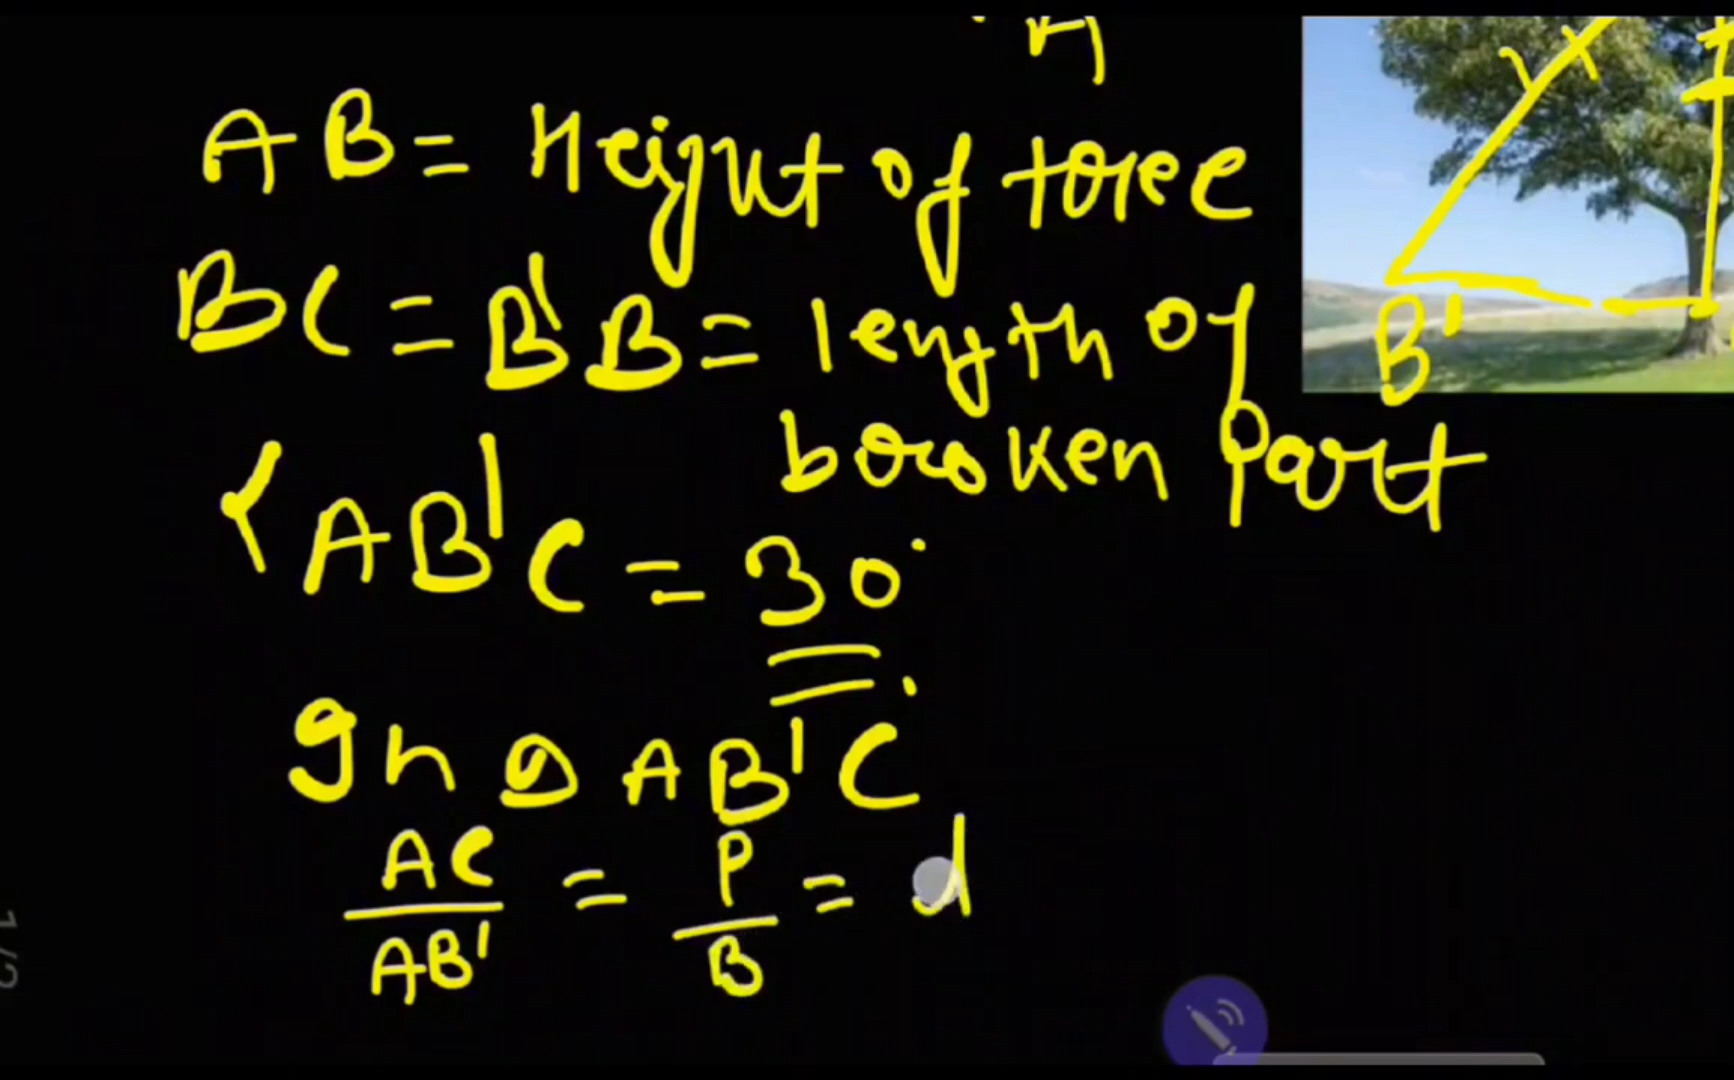 A
AB = Height of tree
BC = B'B = length of
broken Part
∠AB'C = 30°
In △ AB'C
AC/AB' = P/B = d
B'